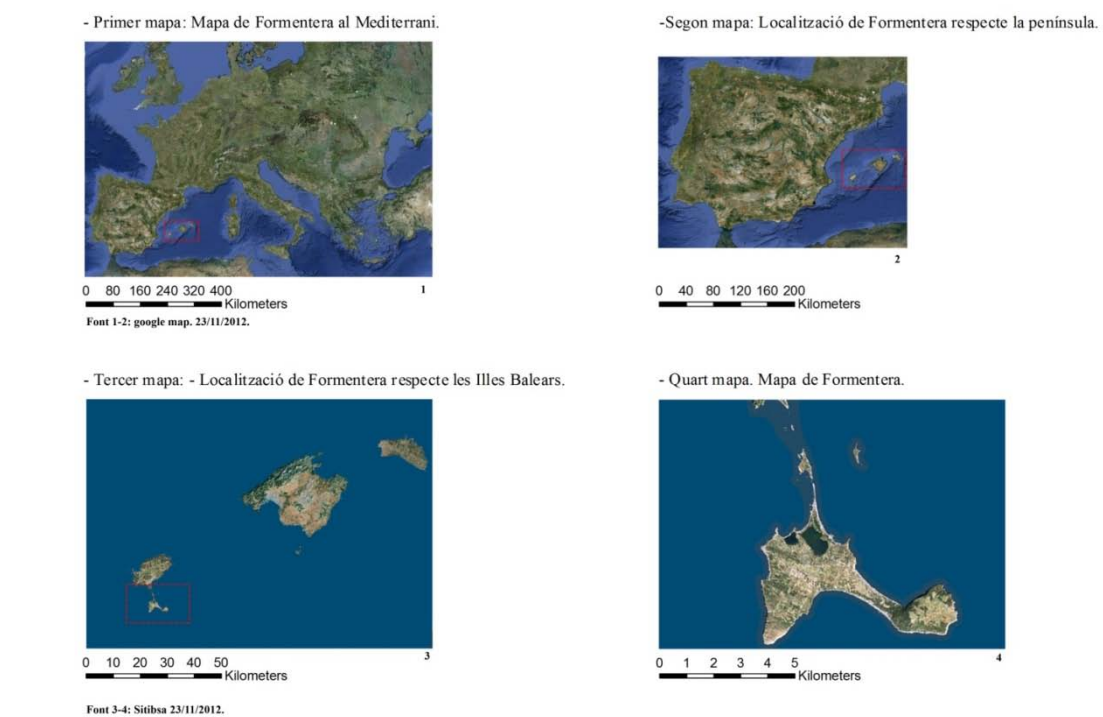 - Primer mapa: Mapa de Formentera al Mediterrani.
-Segon mapa: Localització de Formentera respecte la península.
2
0 80 160 240 320 400
Kilometers
1
0 40 80 120 160 200
Kilometers
Font 1-2: google map. 23/11/2012.
- Tercer mapa: - Localització de Formentera respecte les Illes Balears.
- Quart mapa. Mapa de Formentera.
0 10 20 30 40 50
Kilometers
3
0 1 2 3 4 5
Kilometers
4
Font 3-4: Sitibsa 23/11/2012.